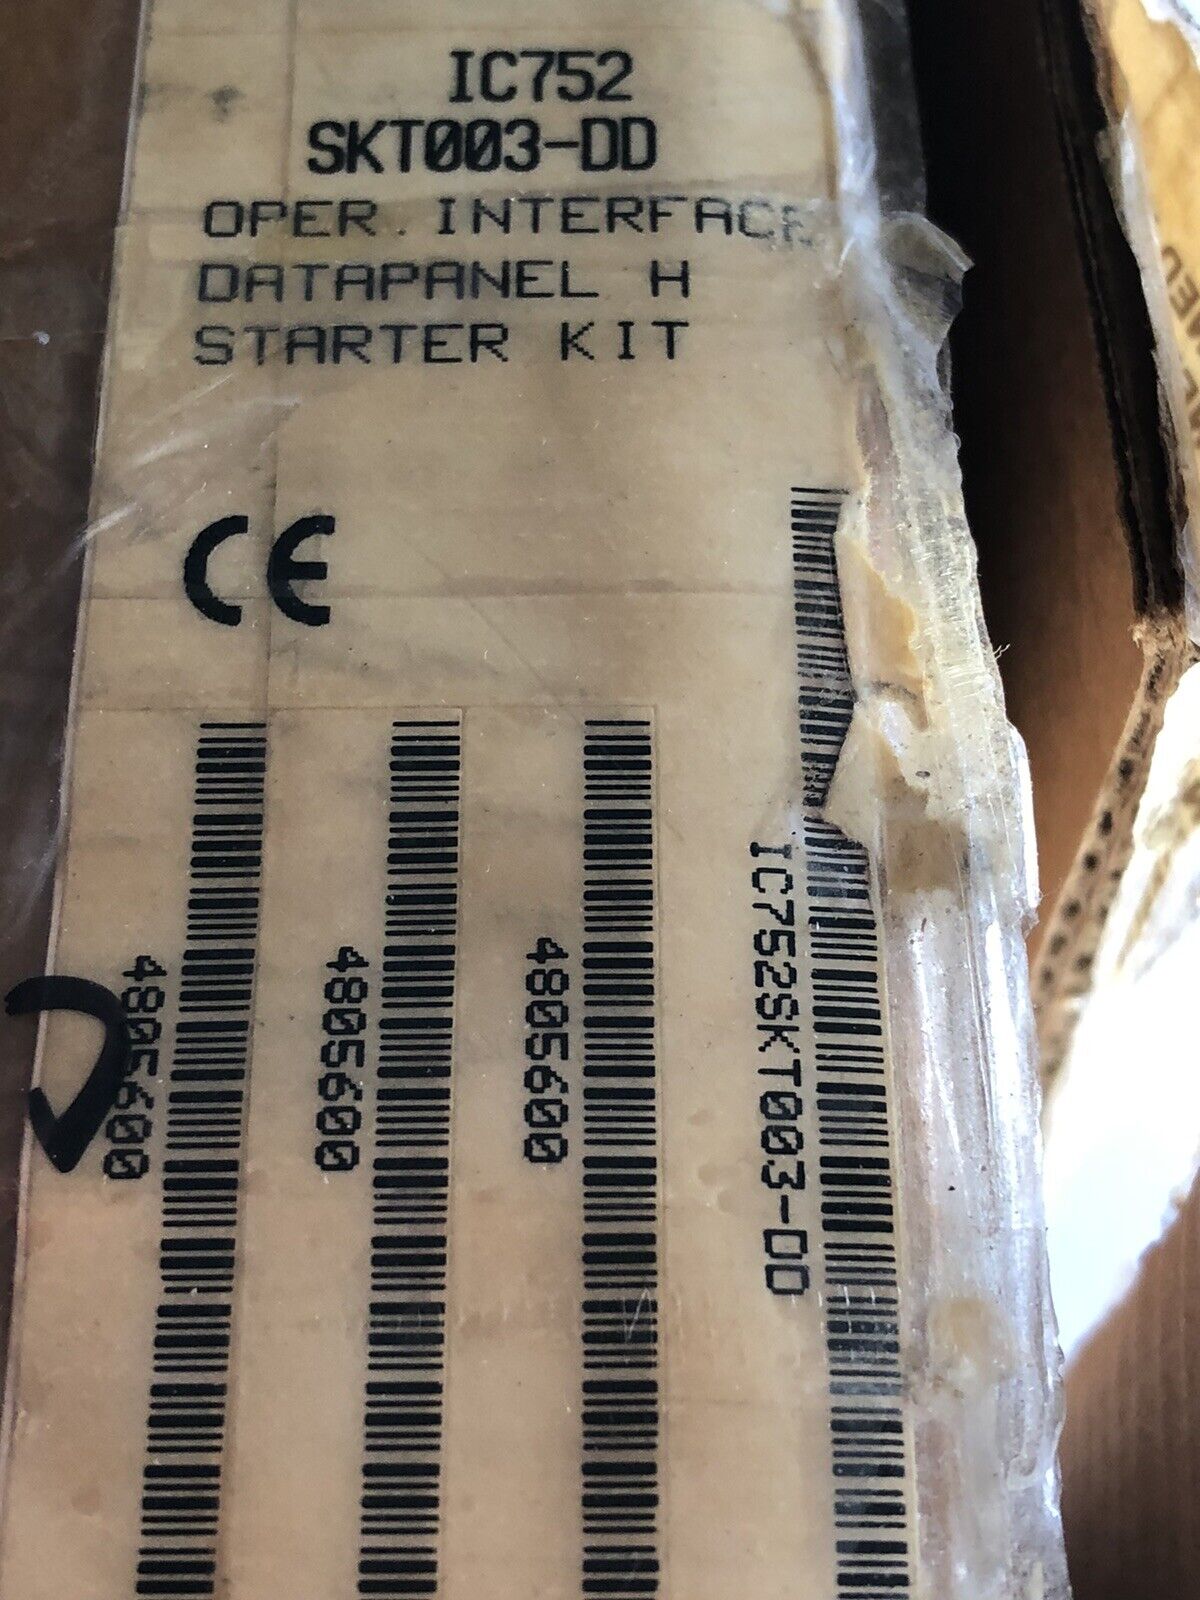 IC752
SKT003-DD
OPER. INTERFACE
DATAPANEL H
STARTER KIT
CE
4805600
4805600
4805600
IC752SKT003-DD